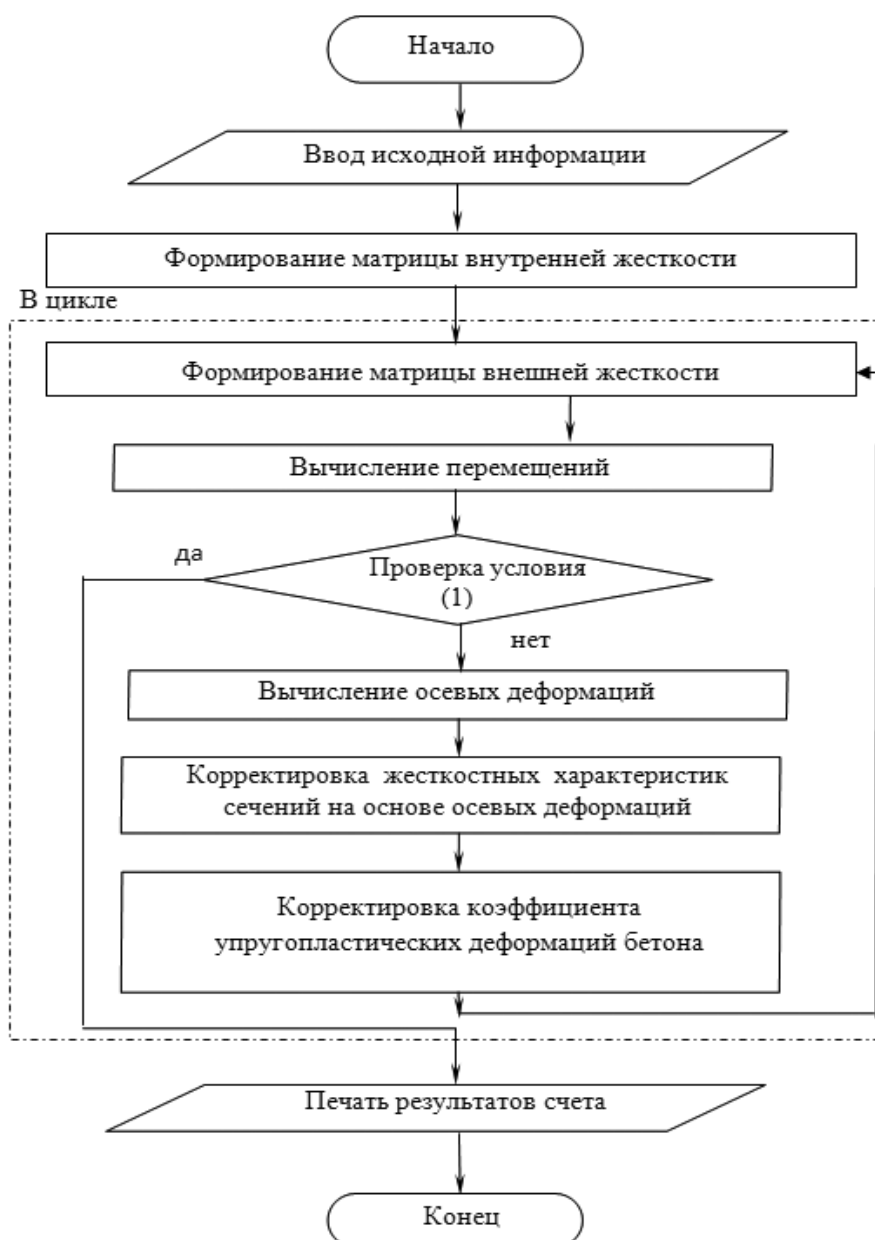 Начало
Ввод исходной информации
Формирование матрицы внутренней жесткости
В цикле
Формирование матрицы внешней жесткости
Вычисление перемещений
да
Проверка условия
(1)
нет
Вычисление осевых деформаций
Корректировка жесткостных характеристик
сечений на основе осевых деформаций
Корректировка коэффициента
упругопластических деформаций бетона
Печать результатов счета
Конец